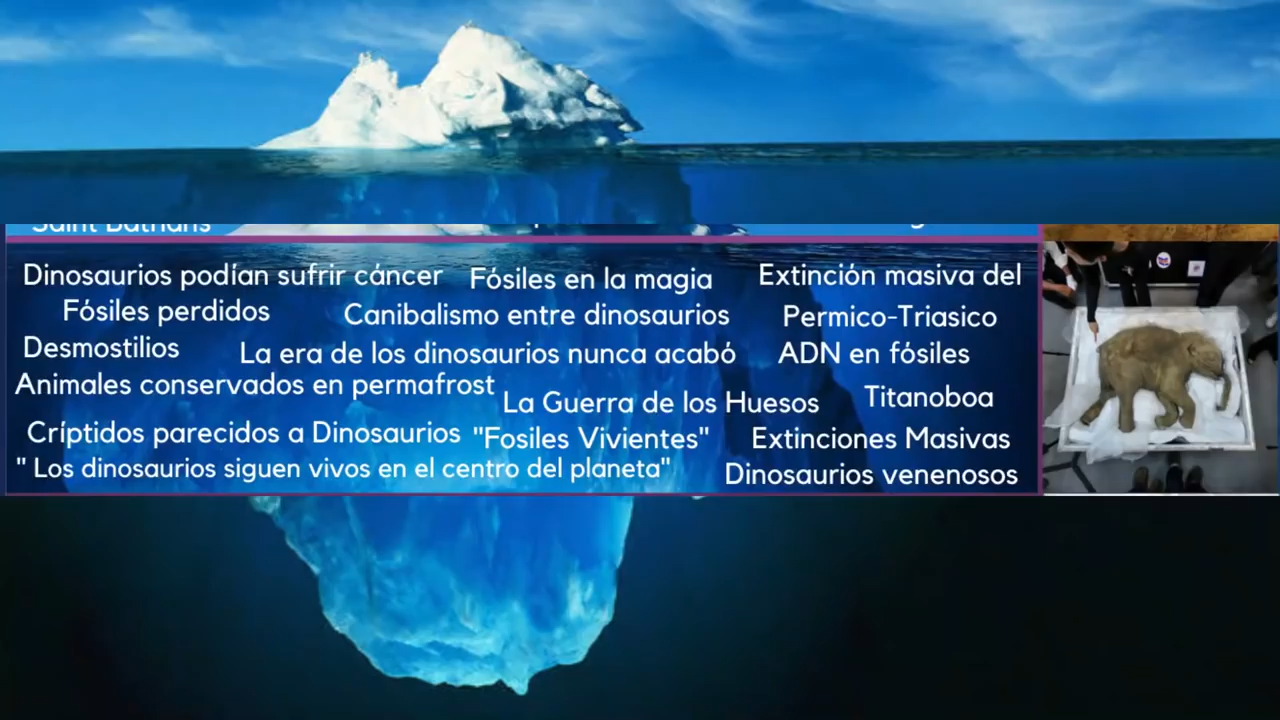 Saint Bathans
Dinosaurios podían sufrir cáncer
Fósiles en la magia
Extinción masiva del
Permico-Triasico
Fósiles perdidos
Canibalismo entre dinosaurios
Desmostilios
La era de los dinosaurios nunca acabó
ADN en fósiles
Animales conservados en permafrost
La Guerra de los Huesos
Titanoboa
Críptidos parecidos a Dinosaurios
"Fosiles Vivientes"
Extinciones Masivas
" Los dinosaurios siguen vivos en el centro del planeta"
Dinosaurios venenosos